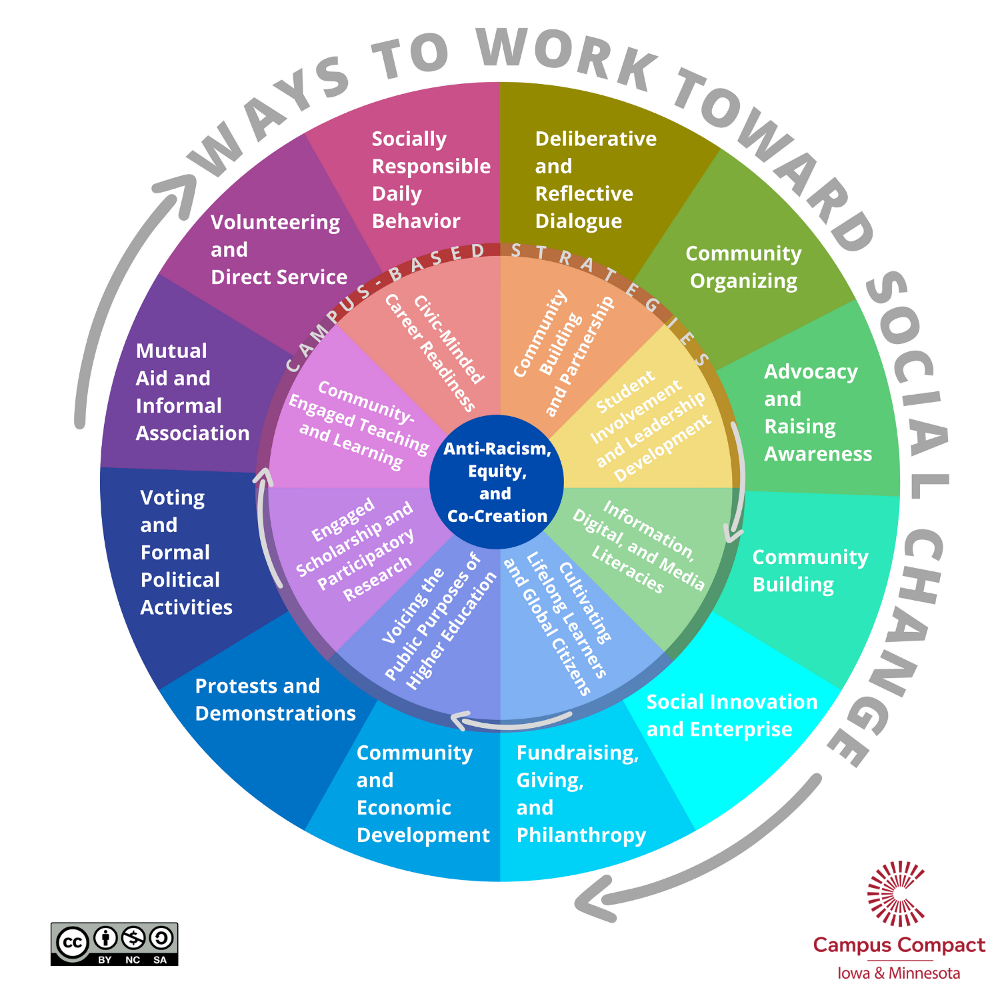 WAYS TO WORK TOWARD SOCIAL CHANGE
Deliberative
and
Reflective
Dialogue
Community
Organizing
Advocacy
and
Raising
Awareness
Community
Building
Social Innovation
and Enterprise
Fundraising,
Giving,
and
Philanthropy
Community
and
Economic
Development
Protests and
Demonstrations
Voting
and
Formal
Political
Activities
Mutual
Aid and
Informal
Association
Volunteering
and
Direct Service
Socially
Responsible
Daily
Behavior
CAMPUS-BASED STRATEGIES
Community
Building
and Partnership
Student
Involvement
and Leadership
Development
Information,
Digital, and Media
Literacies
Cultivating
Lifelong Learners
and Global Citizens
Voicing the
Public Purposes of
Higher Education
Engaged
Scholarship and
Participatory
Research
Community-
Engaged Teaching
and Learning
Civic-Minded
Career Readiness
Anti-Racism,
Equity,
and
Co-Creation
cc
BY NC SA
Campus Compact
Iowa & Minnesota